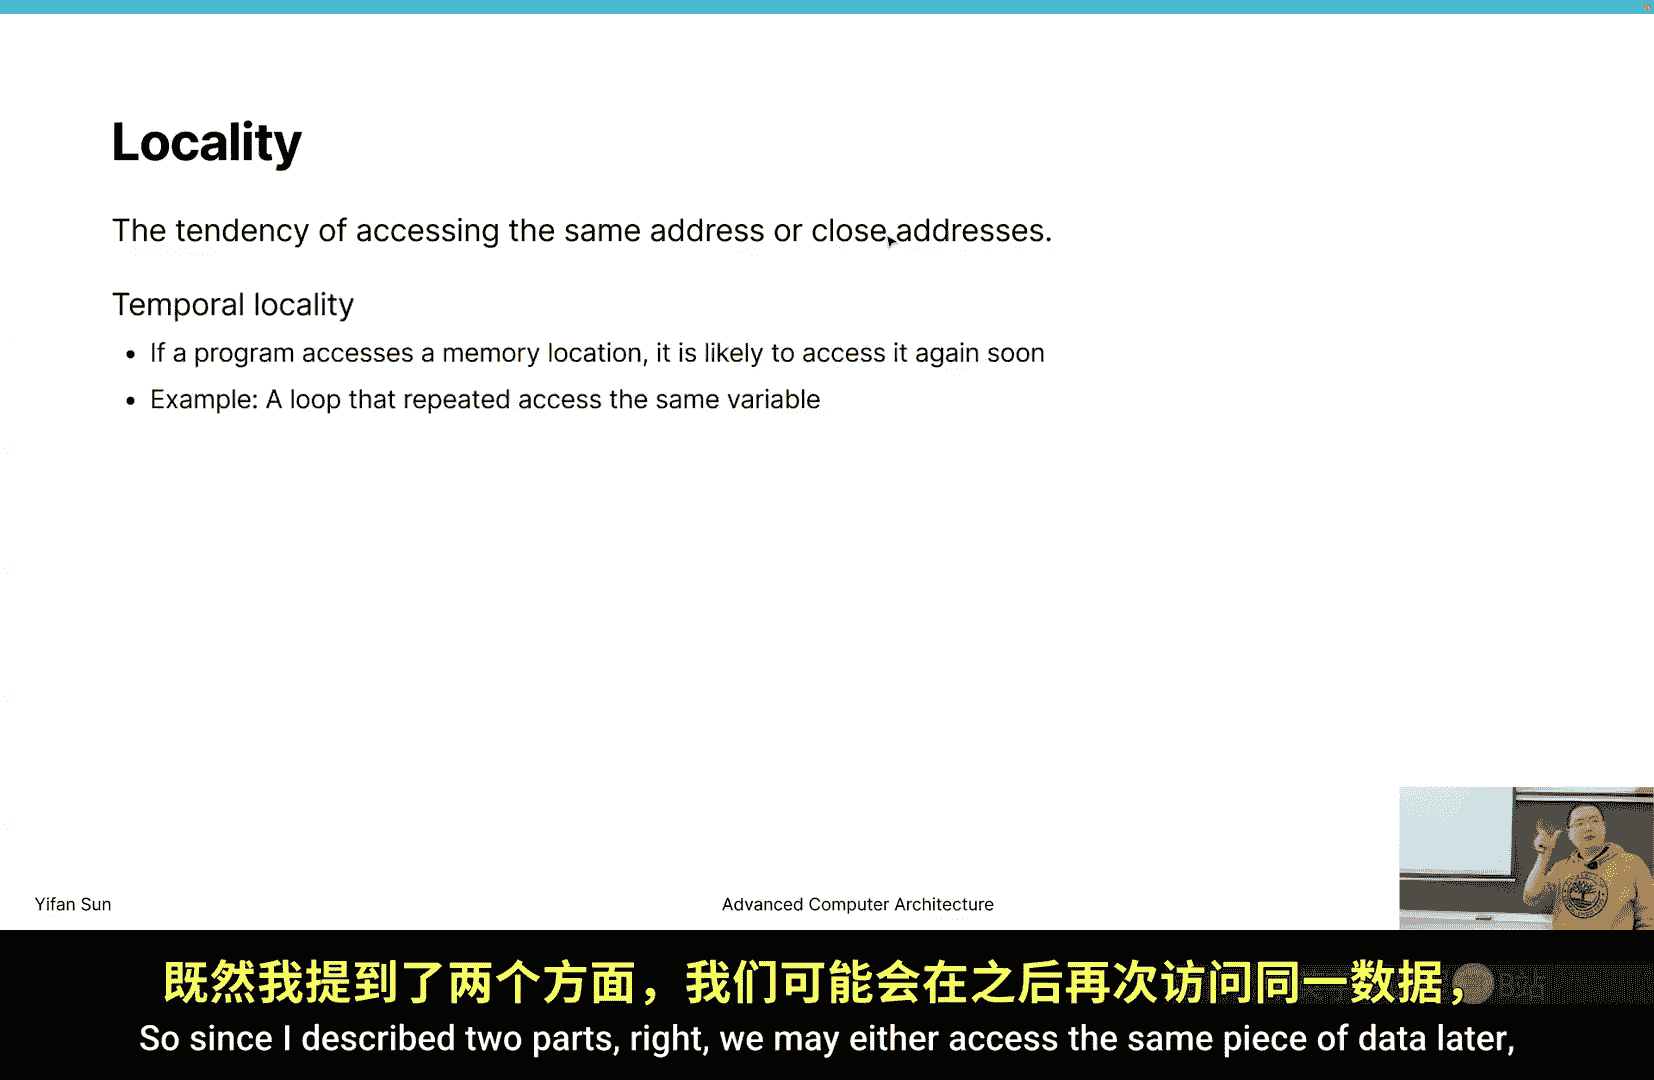 Locality
The tendency of accessing the same address or close addresses.
Temporal locality
• If a program accesses a memory location, it is likely to access it again soon
• Example: A loop that repeated access the same variable
Yifan Sun
Advanced Computer Architecture
既然我提到了两个方面，我们可能会在之后再次访问同一数据，
B站
So since I described two parts, right, we may either access the same piece of data later,